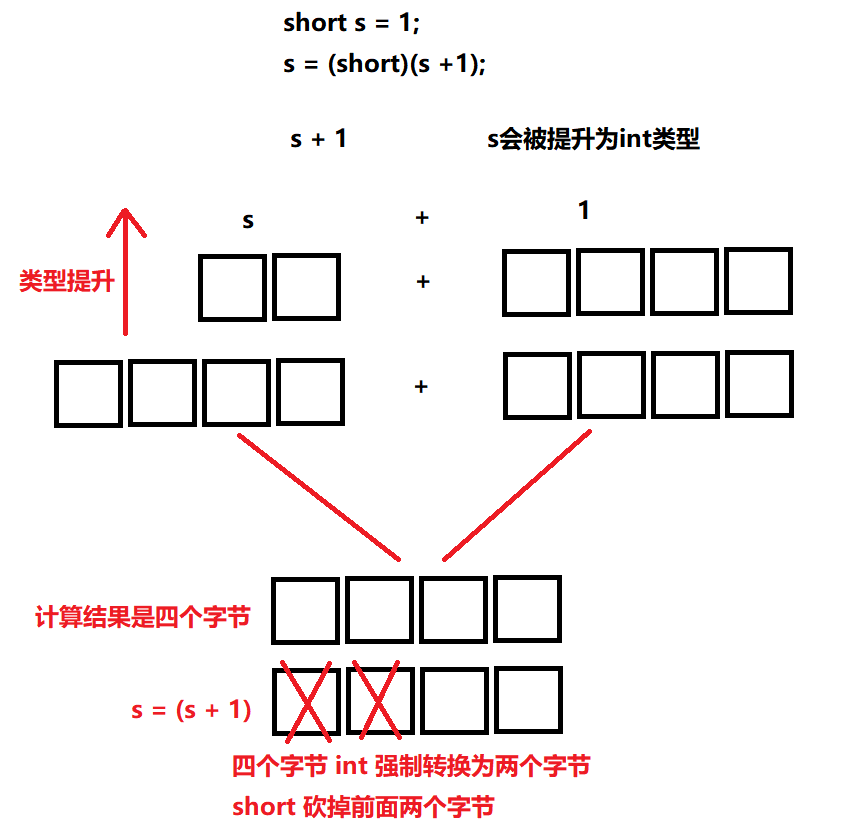 short s = 1;
s = (short)(s +1);
s + 1 s会被提升为int类型
s + 1
类型提升 +
+
计算结果是四个字节
s = (s + 1)
四个字节 int 强制转换为两个字节
short 砍掉前面两个字节